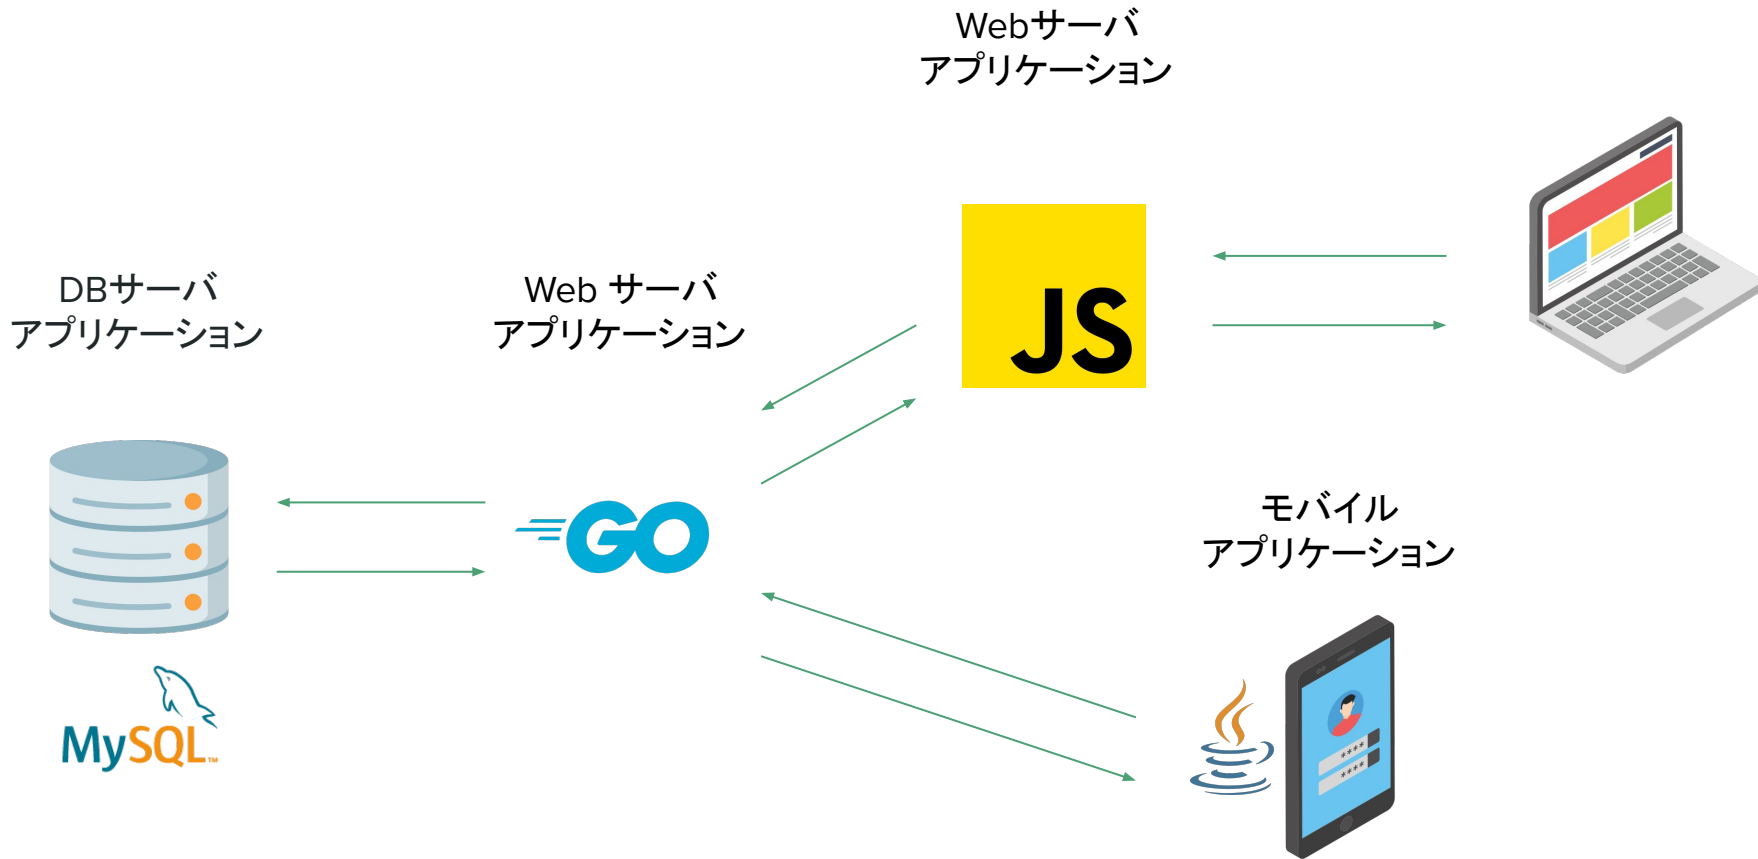 Webサーバ
アプリケーション
DBサーバ
アプリケーション
Web サーバ
アプリケーション
JS
GO
モバイル
アプリケーション
MySQL™
****
****